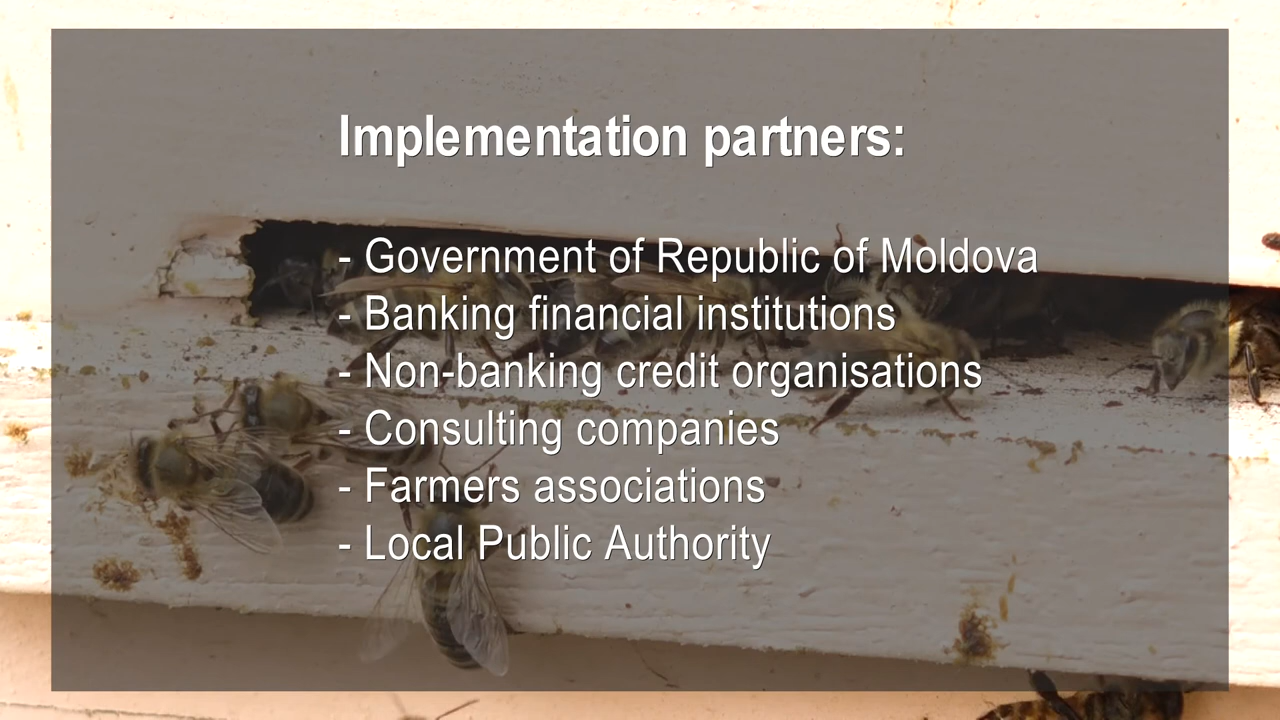 Implementation partners:
- Government of Republic of Moldova
- Banking financial institutions
- Non-banking credit organisations
- Consulting companies
- Farmers associations
- Local Public Authority